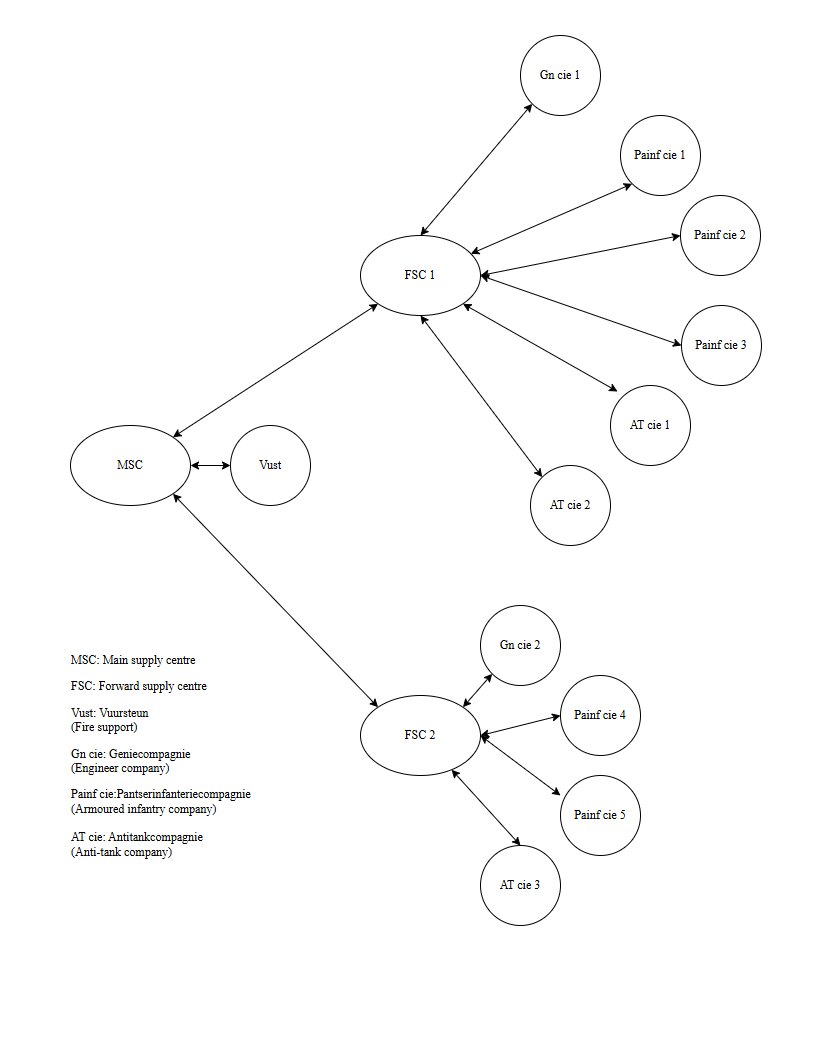 Gn cie 1
Painf cie 1
Painf cie 2
FSC 1
Painf cie 3
AT cie 1
MSC
Vust
AT cie 2
Gn cie 2
MSC: Main supply centre
FSC: Forward supply centre
Vust: Vuursteun
(Fire support)
Gn cie: Geniecompagnie
(Engineer company)
Painf cie:Pantserinfanteriecompagnie
(Armoured infantry company)
AT cie: Antitankcompagnie
(Anti-tank company)
Painf cie 4
FSC 2
Painf cie 5
AT cie 3